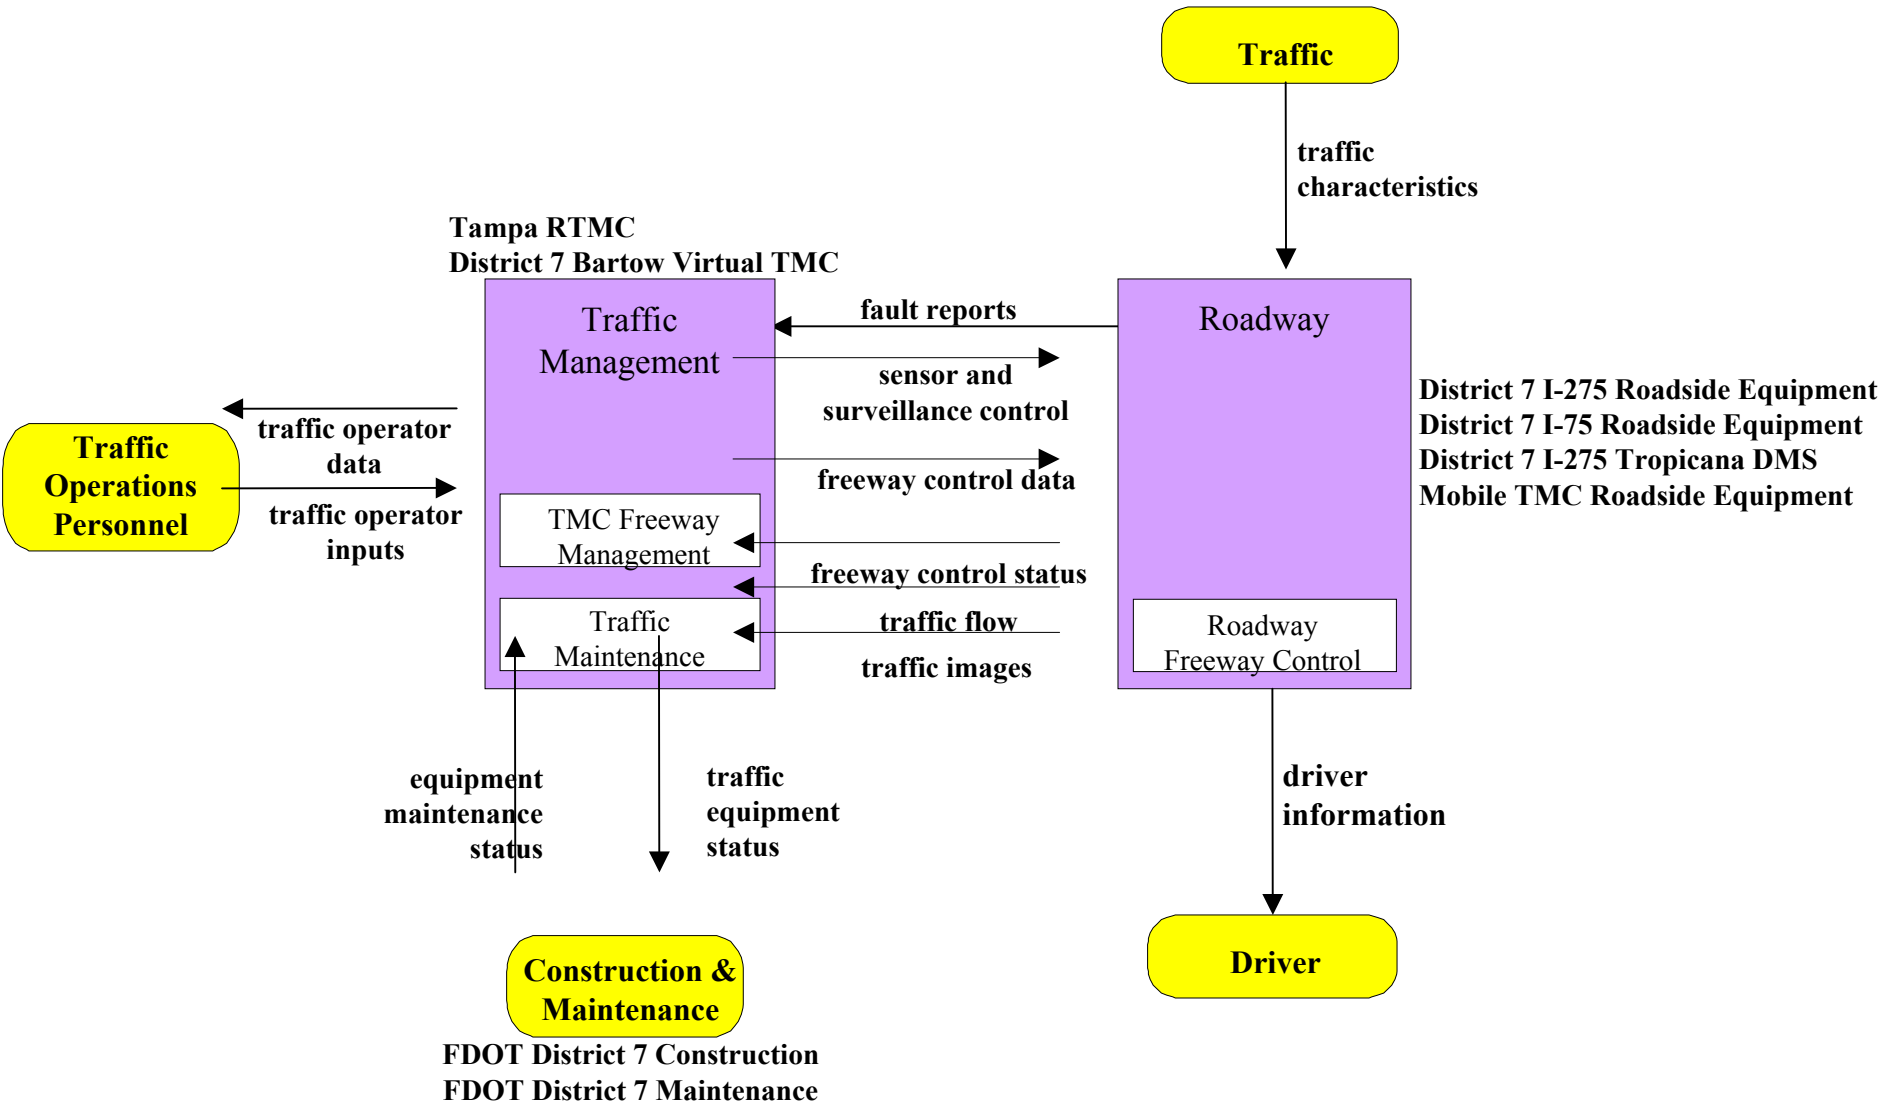 Traffic
traffic
characteristics
Tampa RTMC
District 7 Bartow Virtual TMC
Traffic
Management
fault reports
Roadway
sensor and
surveillance control
District 7 I-275 Roadside Equipment
District 7 I-75 Roadside Equipment
District 7 I-275 Tropicana DMS
Mobile TMC Roadside Equipment
traffic operator
data
Traffic
Operations
Personnel
traffic operator
inputs
freeway control data
TMC Freeway
Management
freeway control status
Traffic
Maintenance
traffic flow
traffic images
Roadway
Freeway Control
equipment
maintenance
status
traffic
equipment
status
driver
information
Construction &
Maintenance
FDOT District 7 Construction
FDOT District 7 Maintenance
Driver